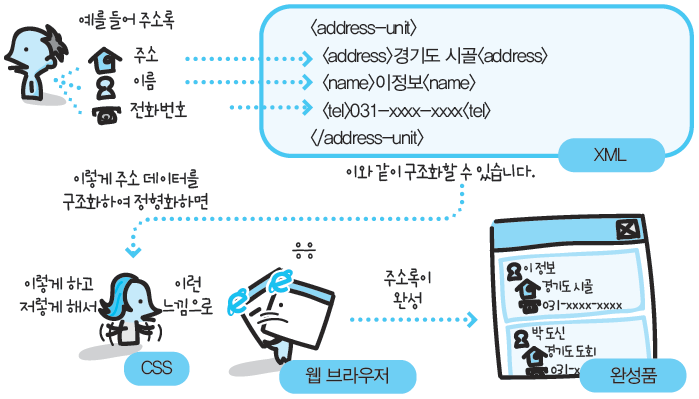 예를 들어 주소록
주소
이름
전화번호
<address-unit>
<address>경기도 시골<address>
<name>이정보<name>
<tel>031-xxxx-xxxx<tel>
</address-unit>
XML
이와 같이 구조화할 수 있습니다.
이렇게 주소 데이터를
구조화하여 정형화하면
이렇게 하고
저렇게 해서
이런
느낌으로
CSS
웹 브라우저
주소록이
완성
이정보
경기도 시골
031-xxxx-xxxx
박도신
경기도 도회
031-x
완성품